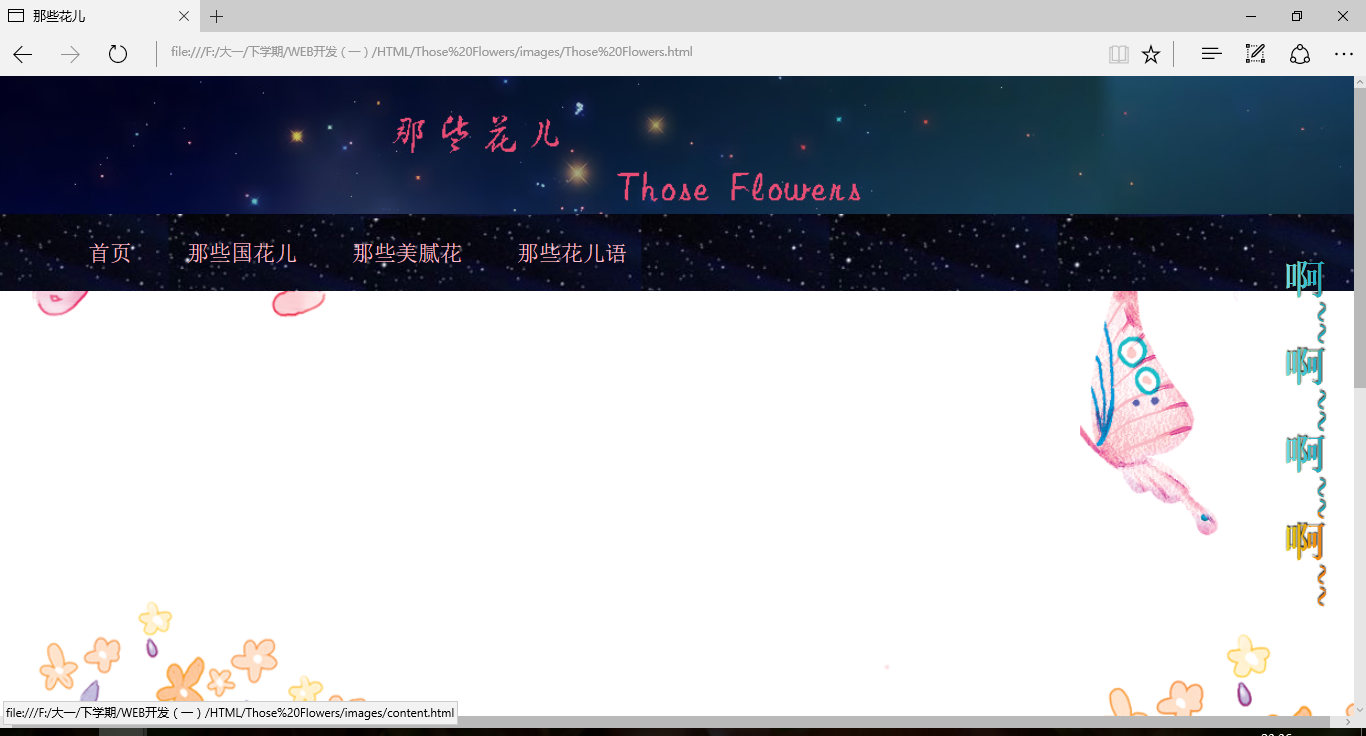 那些花儿
file:///F:/大一/下学期/WEB开发（一）/HTML/Those%20Flowers/images/Those%20Flowers.html
那些花儿
Those Flowers
首页 那些国花儿 那些美腻花 那些花儿语
啊~~啊~~啊~~啊~~
file:///F:/大一/下学期/WEB开发（一）/HTML/Those%20Flowers/images/content.html